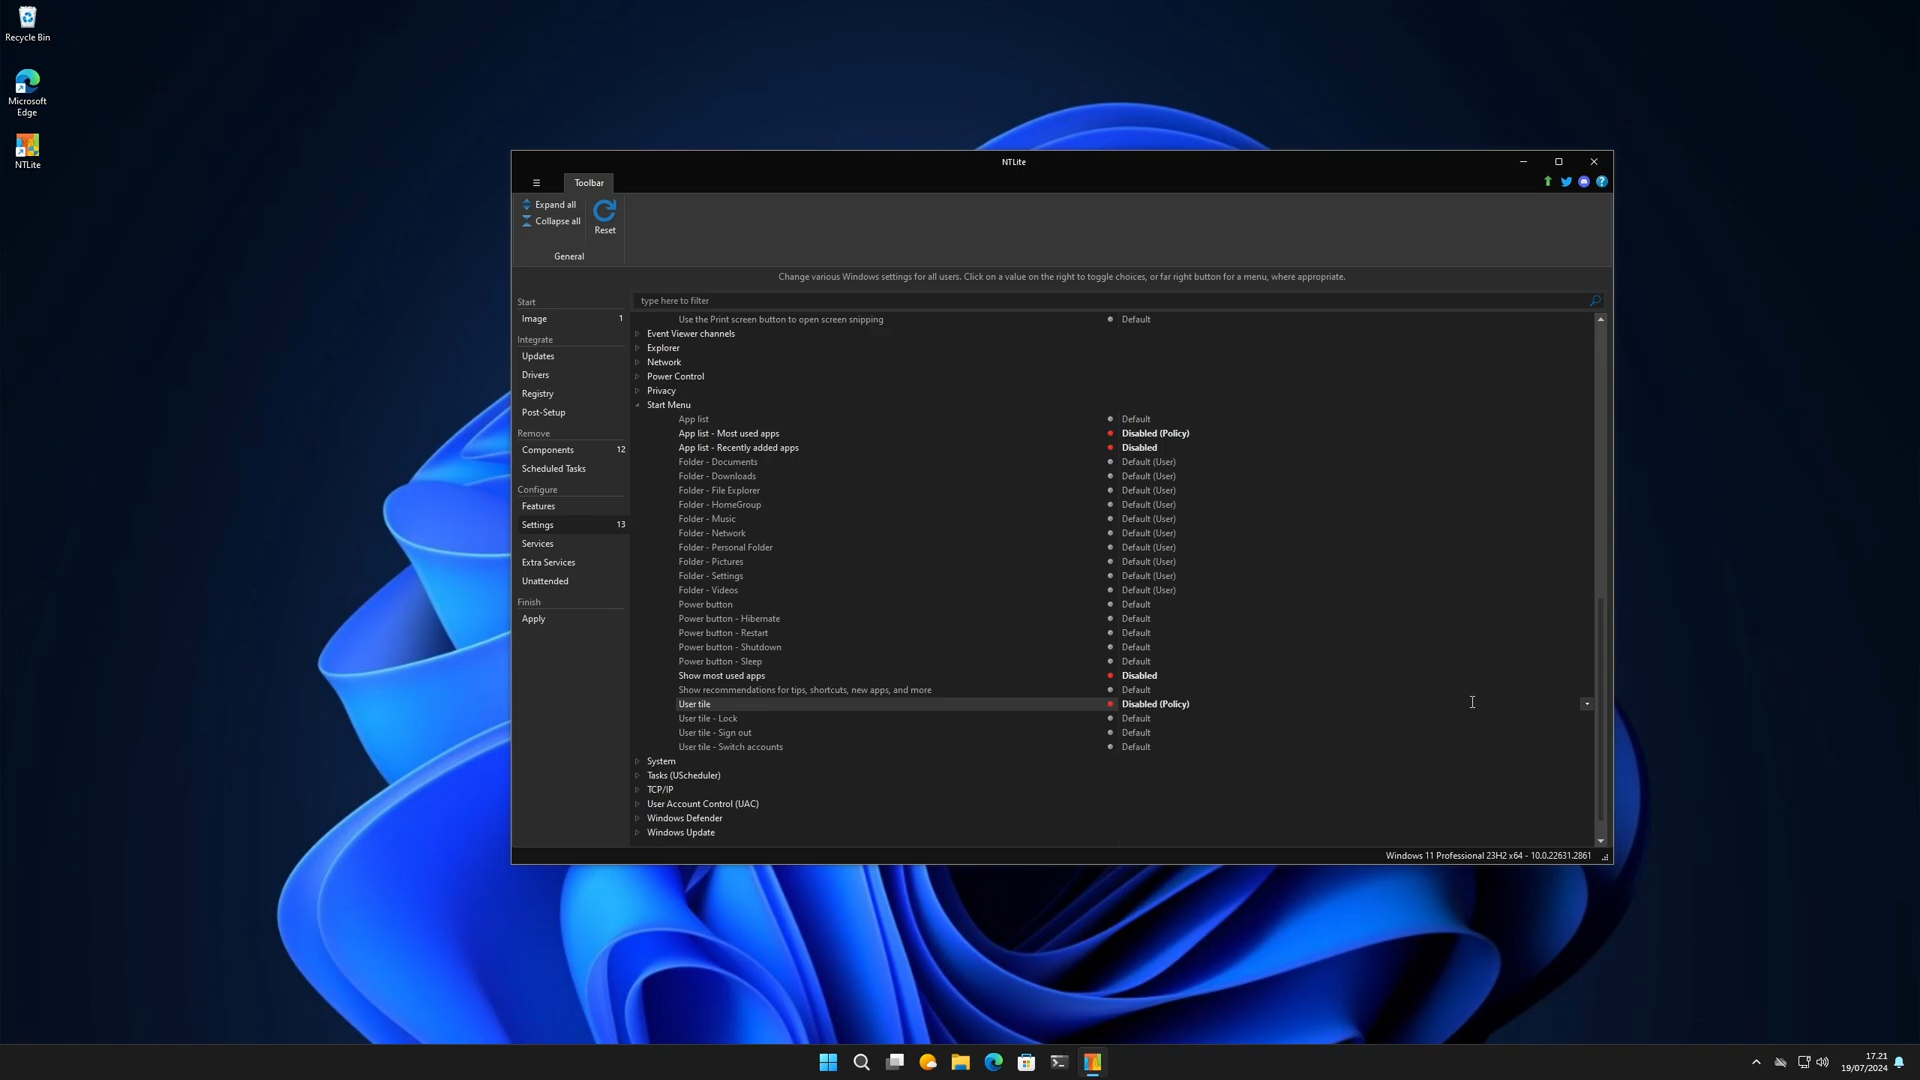 Recycle Bin
Microsoft
Edge
NTLite
NTLite
Toolbar
Expand all
Collapse all
Reset
General
Change various Windows settings for all users. Click on a value on the right to toggle choices, or far right button for a menu, where appropriate.
Start
Image 1
Integrate
Updates
Drivers
Registry
Post-Setup
Remove
Components 12
Scheduled Tasks
Configure
Features
Settings 13
Services
Extra Services
Unattended
Finish
Apply
type here to filter
Use the Print screen button to open screen snipping Default
Event Viewer channels
Explorer
Network
Power Control
Privacy
Start Menu
App list Default
App list - Most used apps Disabled (Policy)
App list - Recently added apps Disabled
Folder - Documents Default (User)
Folder - Downloads Default (User)
Folder - File Explorer Default (User)
Folder - HomeGroup Default (User)
Folder - Music Default (User)
Folder - Network Default (User)
Folder - Personal Folder Default (User)
Folder - Pictures Default (User)
Folder - Settings Default (User)
Folder - Videos Default (User)
Power button Default
Power button - Hibernate Default
Power button - Restart Default
Power button - Shutdown Default
Power button - Sleep Default
Show most used apps Disabled
Show recommendations for tips, shortcuts, new apps, and more Default
User tile Disabled (Policy)
User tile - Lock Default
User tile - Sign out Default
User tile - Switch accounts Default
System
Tasks (UScheduler)
TCP/IP
User Account Control (UAC)
Windows Defender
Windows Update
Windows 11 Professional 23H2 x64 - 10.0.22631.2861
17.21
19/07/2024